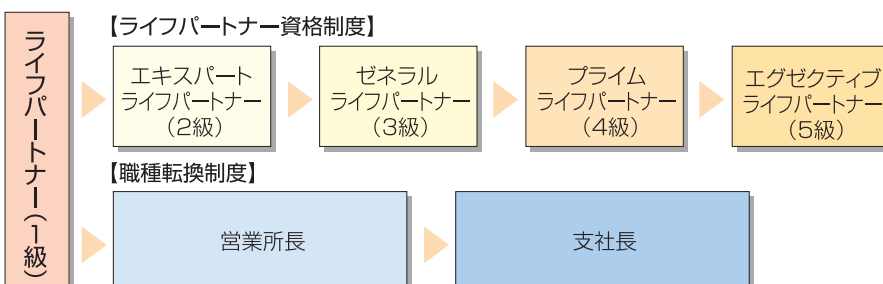 ライフパートナー(1級)
【ライフパートナー資格制度】
エキスパート
ライフパートナー
(2級)
ゼネラル
ライフパートナー
(3級)
プライム
ライフパートナー
(4級)
エグゼクティブ
ライフパートナー
(5級)
【職種転換制度】
営業所長
支社長